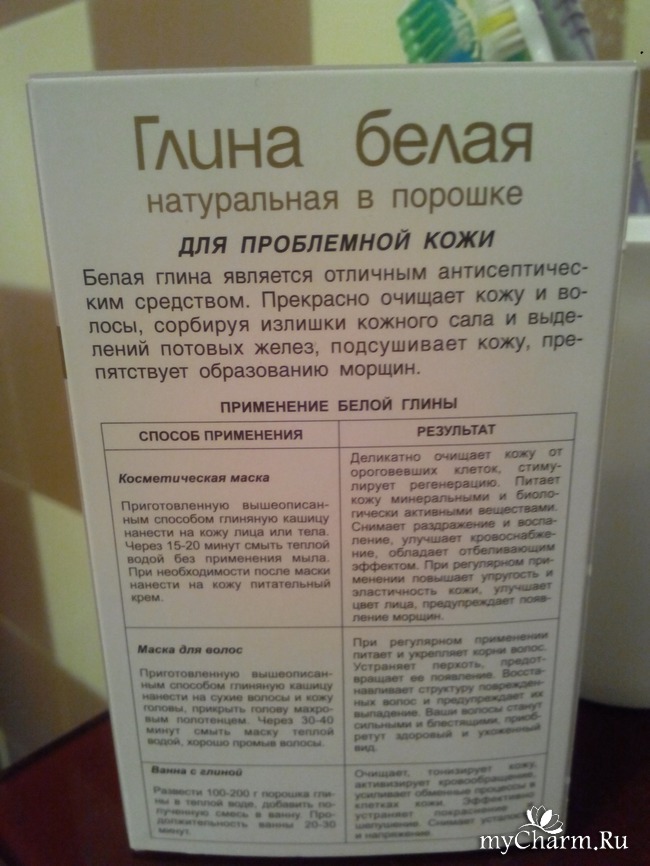 Глина белая
натуральная в порошке
ДЛЯ ПРОБЛЕМНОЙ КОЖИ
Белая глина является отличным антисептичес-
ким средством. Прекрасно очищает кожу и во-
лосы, сорбируя излишки кожного сала и выде-
лений потовых желез, подсушивает кожу, пре-
пятствует образованию морщин.
ПРИМЕНЕНИЕ БЕЛОЙ ГЛИНЫ
СПОСОБ ПРИМЕНЕНИЯ
РЕЗУЛЬТАТ
Косметическая маска
Приготовленную вышеописан-
ным способом глиняную кашицу
нанести на кожу лица или тела.
Через 15-20 минут смыть теплой
водой без применения мыла.
При необходимости после маски
нанести на кожу питательный
крем.
Деликатно очищает кожу от
ороговевших клеток, стиму-
лирует регенерацию. Питает
кожу минеральными и биоло-
гически активными веществами.
Снимает раздражение и воспа-
ление, улучшает кровоснабже-
ние, обладает отбеливающим
эффектом. При регулярном при-
менении повышает упругость и
эластичность кожи, улучшает
цвет лица, предупреждает появ-
ление морщин.
Маска для волос
Приготовленную вышеописан-
ным способом глиняную кашицу
нанести на сухие волосы и кожу
головы, прикрыть голову махро-
вым полотенцем. Через 30-40
минут смыть маску теплой
водой, хорошо промыв волосы.
При регулярном применении
питает и укрепляет корни волос.
Устраняет перхоть, предот-
вращает ее появление. Восста-
навливает структуру поврежден-
ных волос и предупреждает их
выпадение. Ваши волосы станут
сильными и блестящими, приоб-
ретут здоровый и ухоженный
вид.
Ванна с глиной
Развести 100-200 г порошка гли-
ны в теплой воде, добавить по-
лученную смесь в ванну. Про-
должительность ванны 20-30
минут.
Очищает, тонизирует кожу,
активизирует кровообращение,
усиливает обменные процессы в
клетках кожи. Эффективно
устраняет покраснение и
шелушение. Снимает усталость
и напряжение.
myCharm.Ru